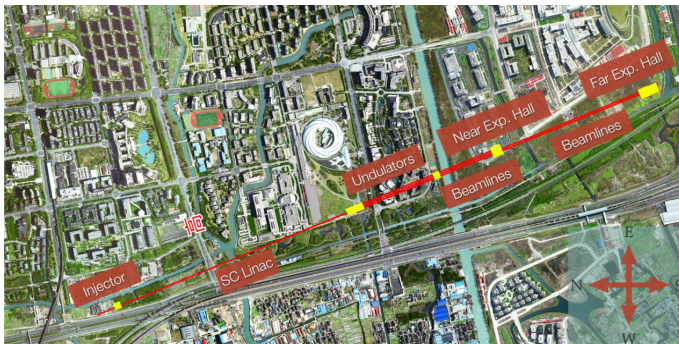 Far Exp. Hall
Near Exp. Hall
Undulators
Beamlines
Beamlines
SC Linac
Injector
E
N
S
W